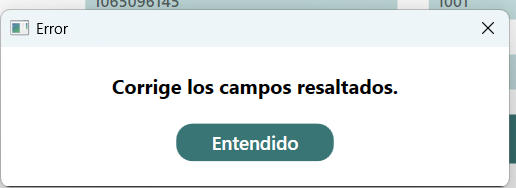 1065096145
1001
Error
Corrige los campos resaltados.
Entendido